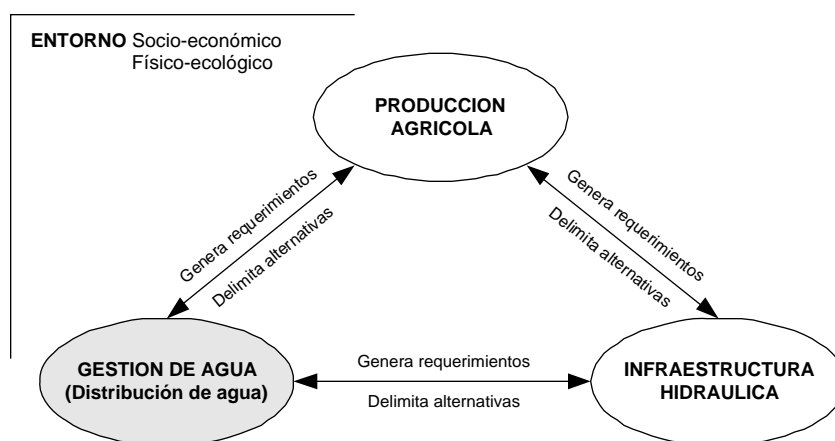 ENTORNO Socio-económico
Físico-ecológico
PRODUCCION
AGRICOLA
Genera requerimientos
Delimita alternativas
Genera requerimientos
Delimita alternativas
GESTION DE AGUA
(Distribución de agua)
Genera requerimientos
Delimita alternativas
INFRAESTRUCTURA
HIDRAULICA